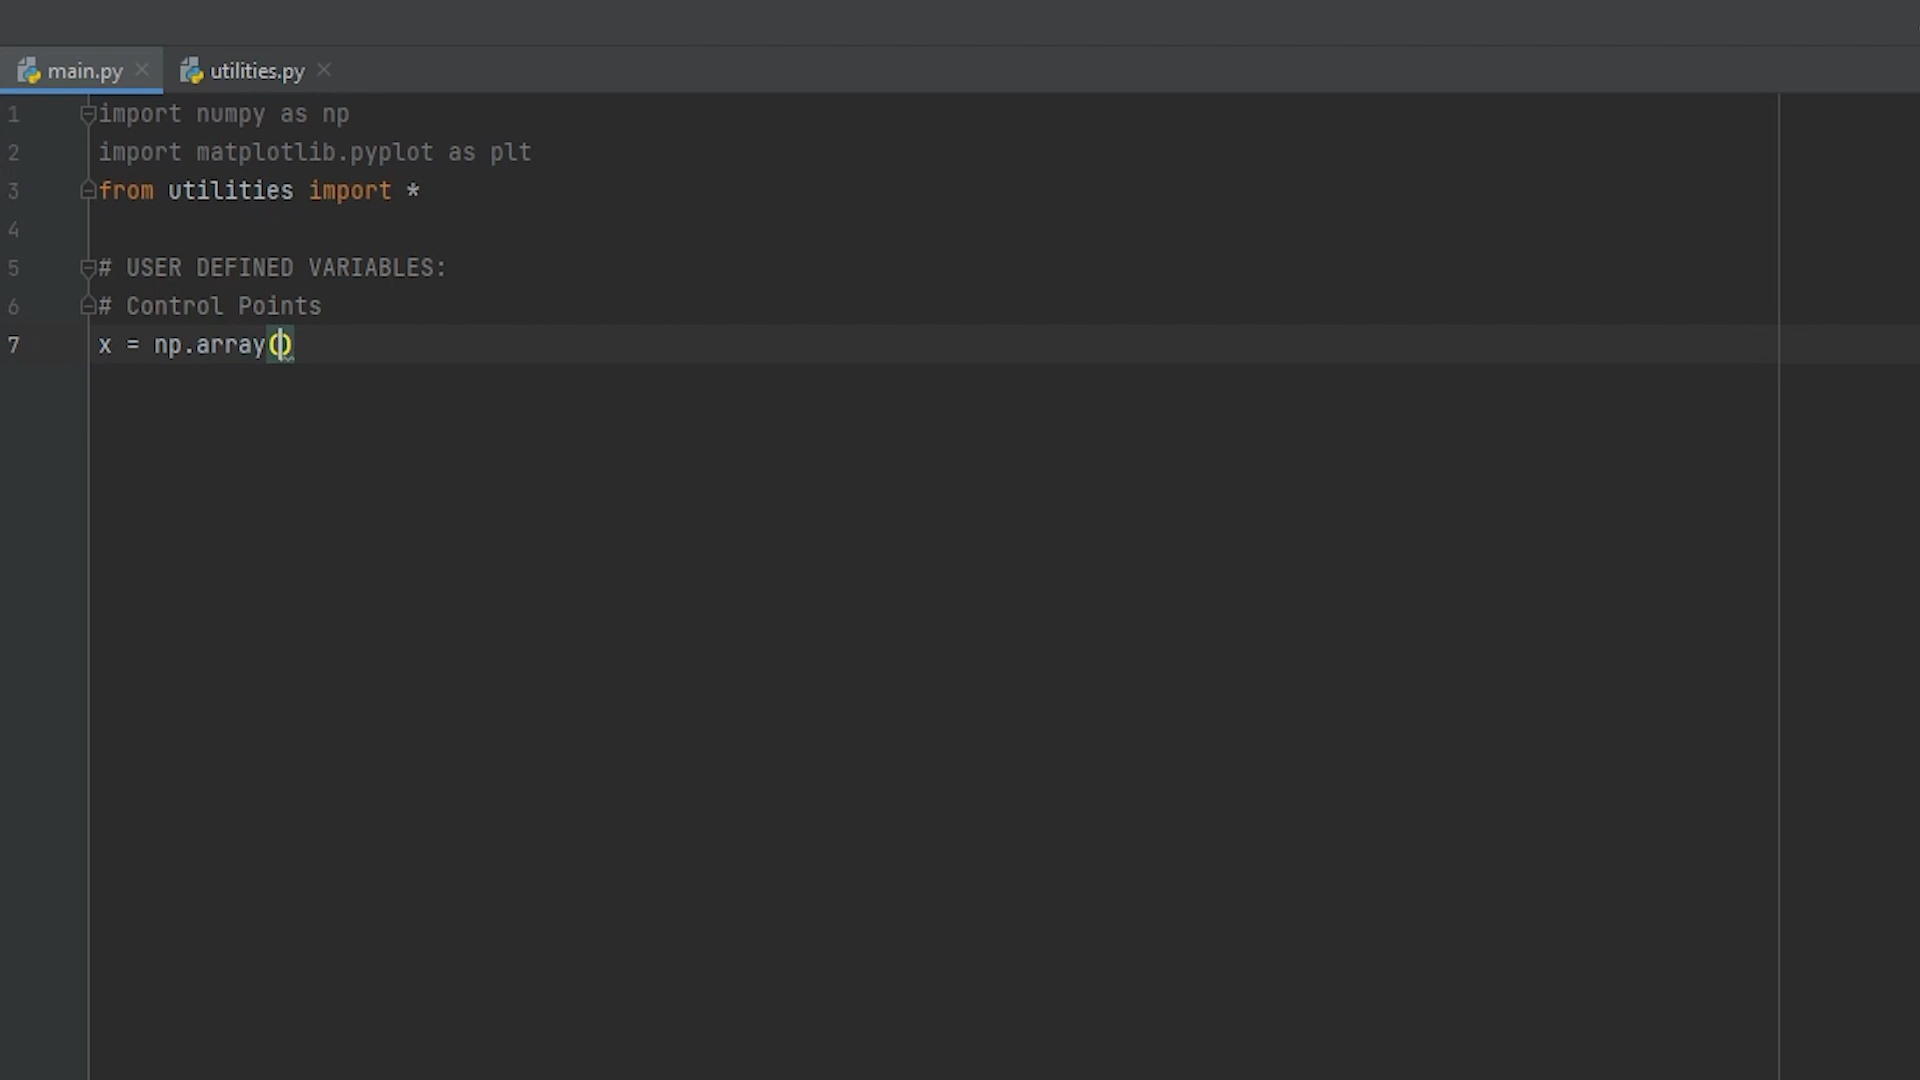 main.py
utilities.py
1 import numpy as np
2 import matplotlib.pyplot as plt
3 from utilities import *
4
5 # USER DEFINED VARIABLES:
6 # Control Points
7 x = np.array()